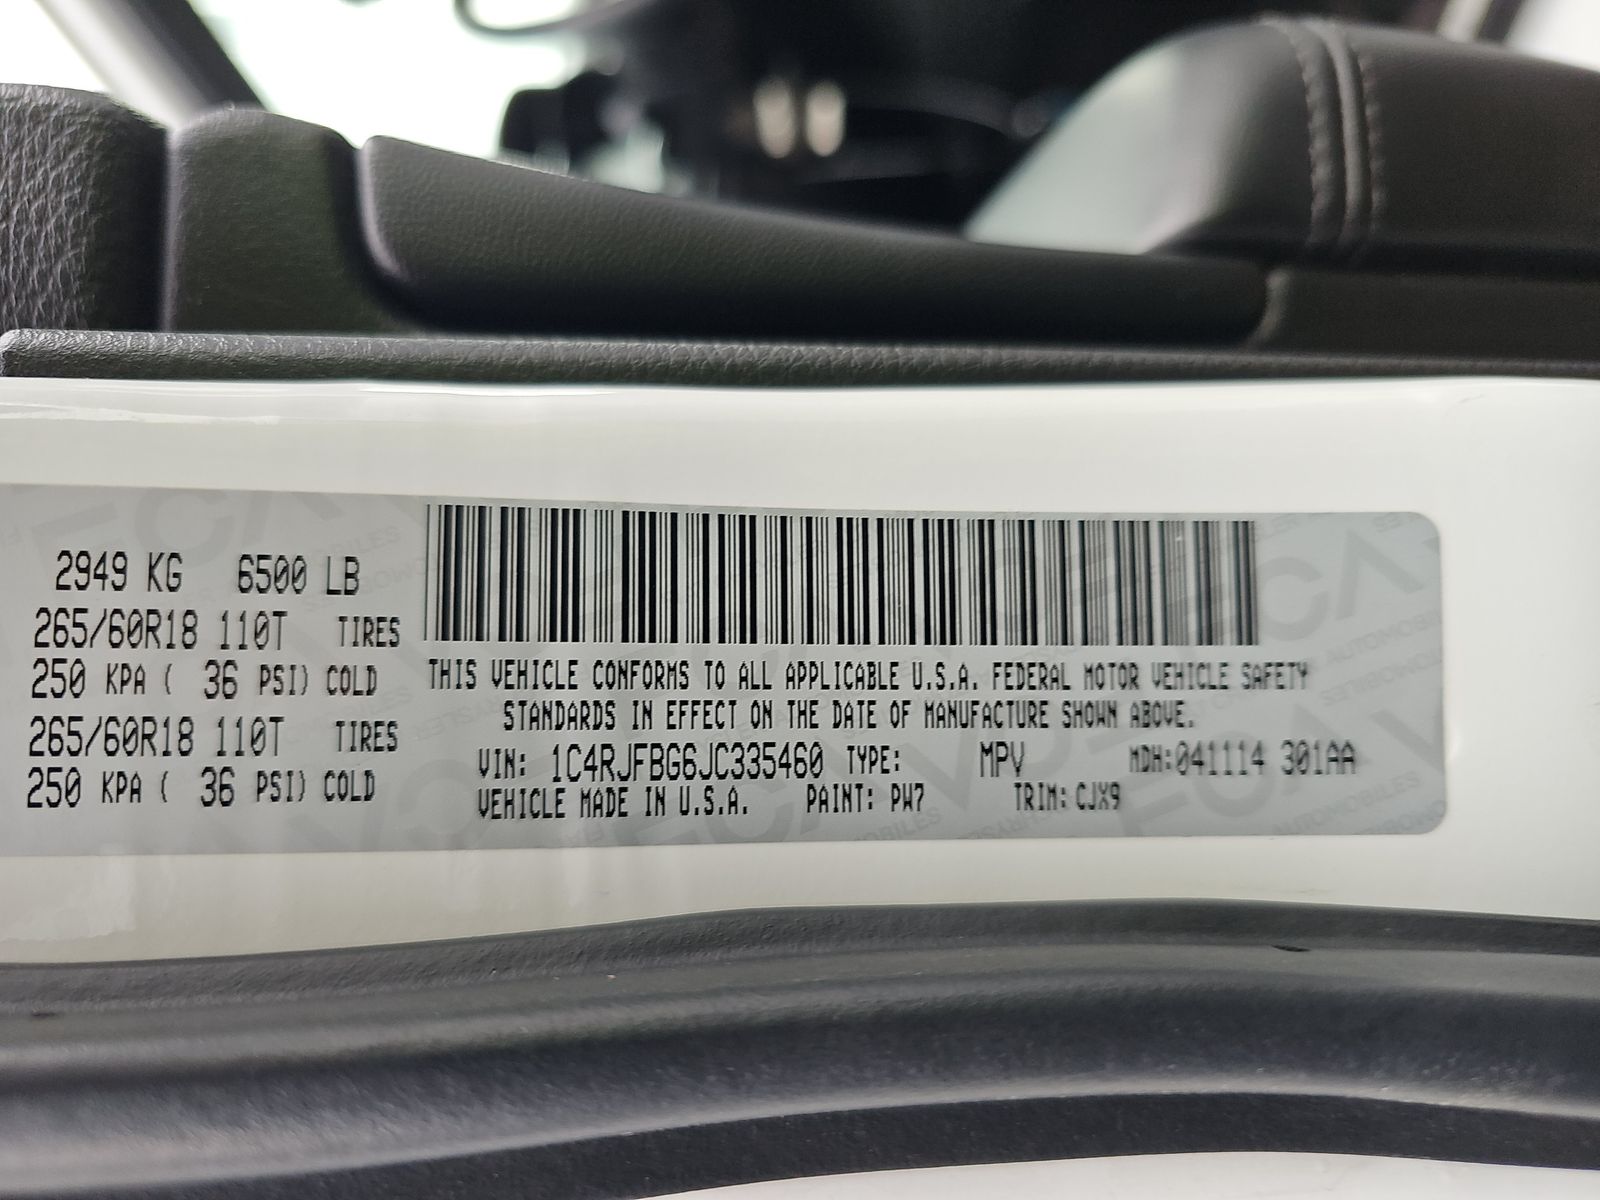 2949 KG 6500 LB
265/60R18 110T TIRES
250 KPA ( 36 PSI) COLD
265/60R18 110T TIRES
250 KPA ( 36 PSI) COLD
THIS VEHICLE CONFORMS TO ALL APPLICABLE U.S.A. FEDERAL MOTOR VEHICLE SAFETY
STANDARDS IN EFFECT ON THE DATE OF MANUFACTURE SHOWN ABOVE.
VIN: 1C4RJFBG6JC335460 TYPE: MPV MDH:041114 301AA
VEHICLE MADE IN U.S.A. PAINT: PW7 TRIM: CJX9